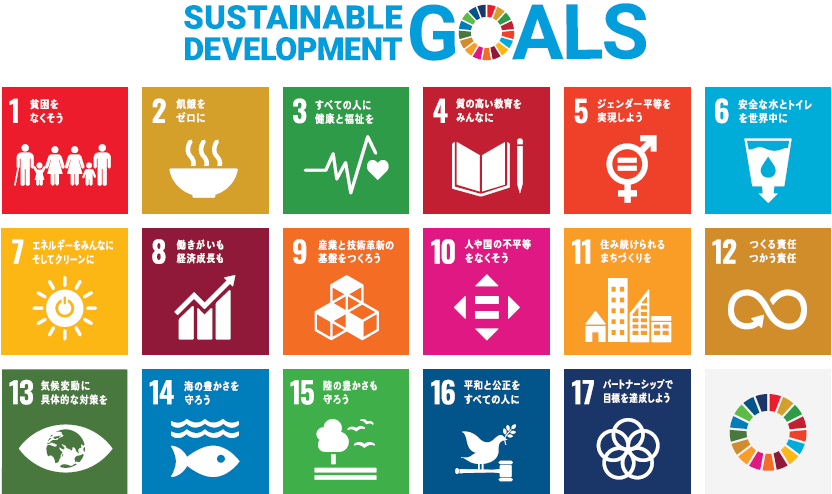 SUSTAINABLE
DEVELOPMENT
GOALS
1 貧困を
なくそう
2 飢餓を
ゼロに
3 すべての人に
健康と福祉を
4 質の高い教育を
みんなに
5 ジェンダー平等を
実現しよう
6 安全な水とトイレ
を世界中に
7 エネルギーをみんなに
そしてクリーンに
8 働きがいも
経済成長も
9 産業と技術革新の
基盤をつくろう
10 人や国の不平等
をなくそう
11 住み続けられる
まちづくりを
12 つくる責任
つかう責任
13 気候変動に
具体的な対策を
14 海の豊かさを
守ろう
15 陸の豊かさも
守ろう
16 平和と公正を
すべての人に
17 パートナーシップで
目標を達成しよう